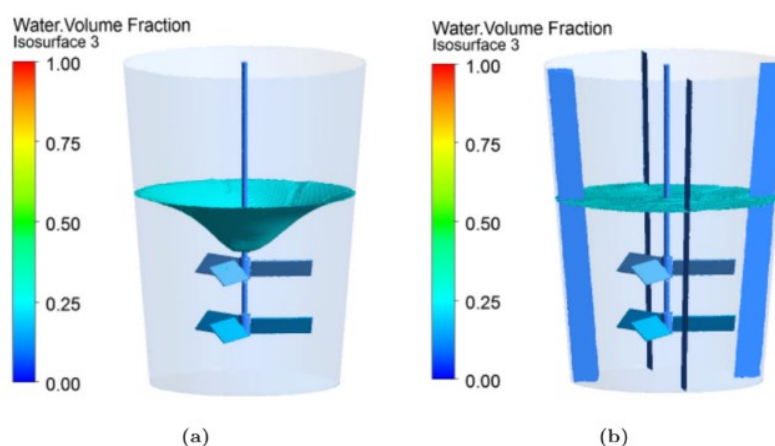 Water.Volume Fraction
Isosurface 3
1.00
0.75
0.50
0.25
0.00
(a)
Water.Volume Fraction
Isosurface 3
1.00
0.75
0.50
0.25
0.00
(b)